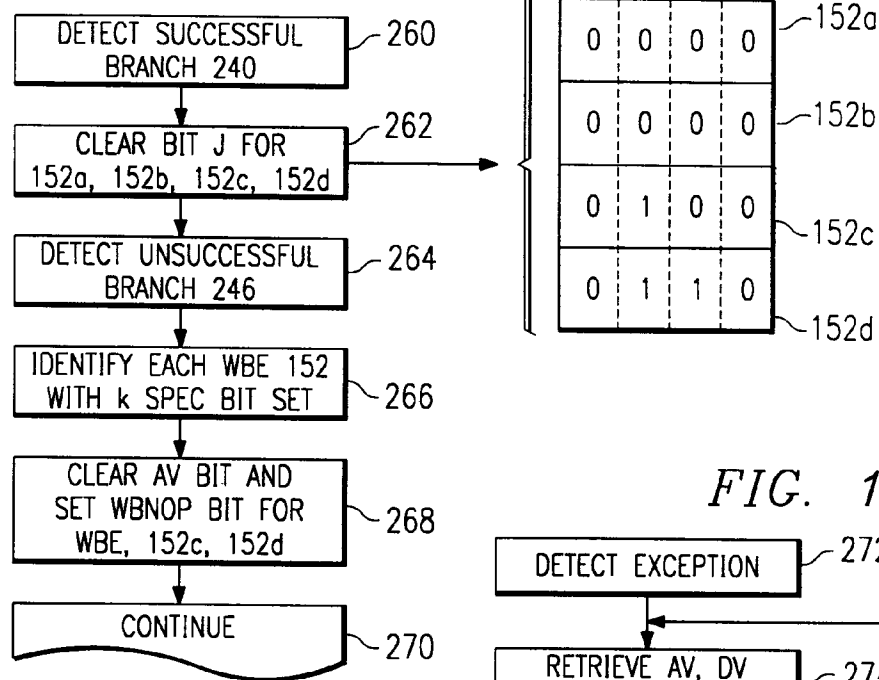 DETECT SUCCESSFUL
BRANCH 240
260
CLEAR BIT J FOR
152a, 152b, 152c, 152d
262
DETECT UNSUCCESSFUL
BRANCH 246
264
IDENTIFY EACH WBE 152
WITH k SPEC BIT SET
266
CLEAR AV BIT AND
SET WBNOP BIT FOR
WBE, 152c, 152d
268
CONTINUE
270
0 0 0 0
152a
0 0 0 0
152b
0 1 0 0
152c
0 1 1 0
152d
FIG. 1
DETECT EXCEPTION
272
RETRIEVE AV, DV